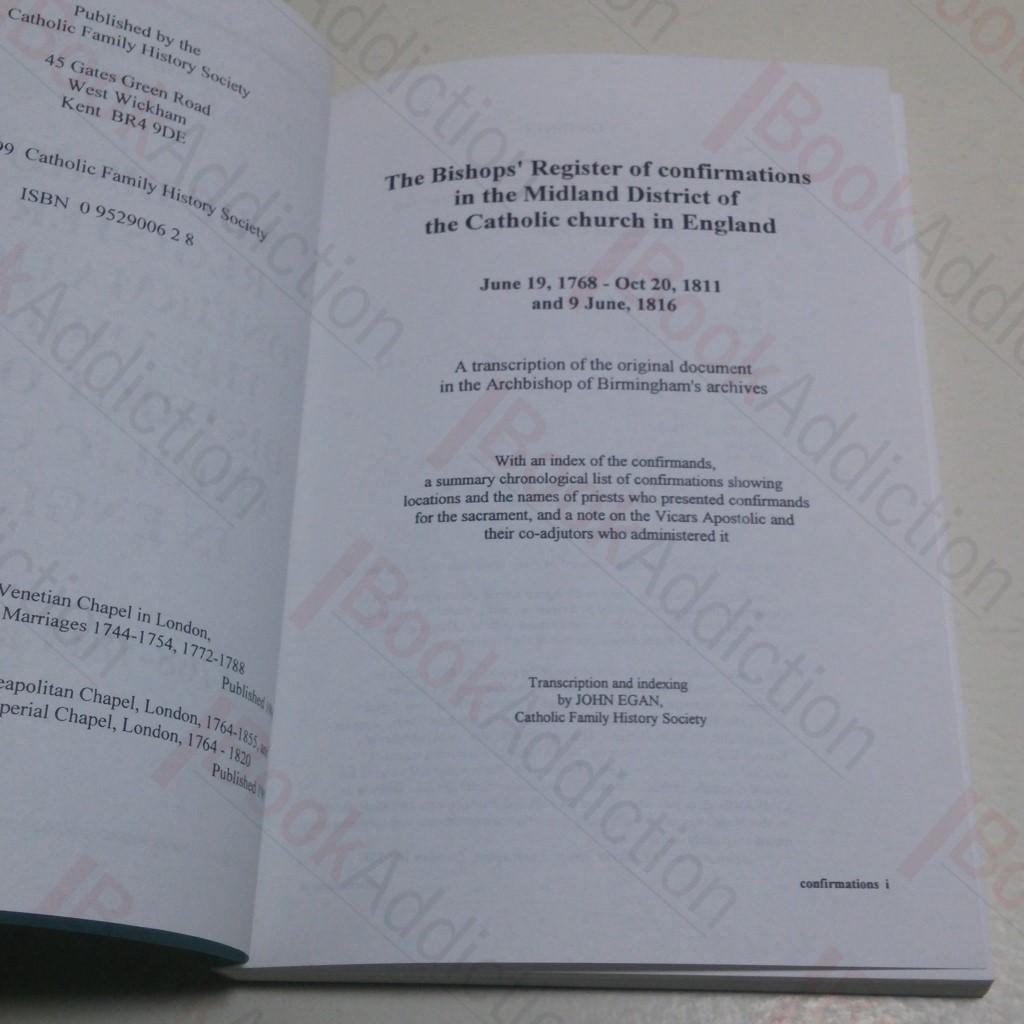 Published by the
Catholic Family History Society
45 Gates Green Road
West Wickham
Kent BR4 9DE
99 Catholic Family History Society
ISBN 0 9529006 2 8
Venetian Chapel in London,
Marriages 1744-1754, 1772-1788
Published
eapolitan Chapel, London, 1764-1855,
perial Chapel, London, 1764 - 1820
Published
The Bishops' Register of confirmations
in the Midland District of
the Catholic church in England
June 19, 1768 - Oct 20, 1811
and 9 June, 1816
A transcription of the original document
in the Archbishop of Birmingham's archives
With an index of the confirmands,
a summary chronological list of confirmations showing
locations and the names of priests who presented confirmands
for the sacrament, and a note on the Vicars Apostolic and
their co-adjutors who administered it
Transcription and indexing
by JOHN EGAN,
Catholic Family History Society
confirmations i
BookAddiction